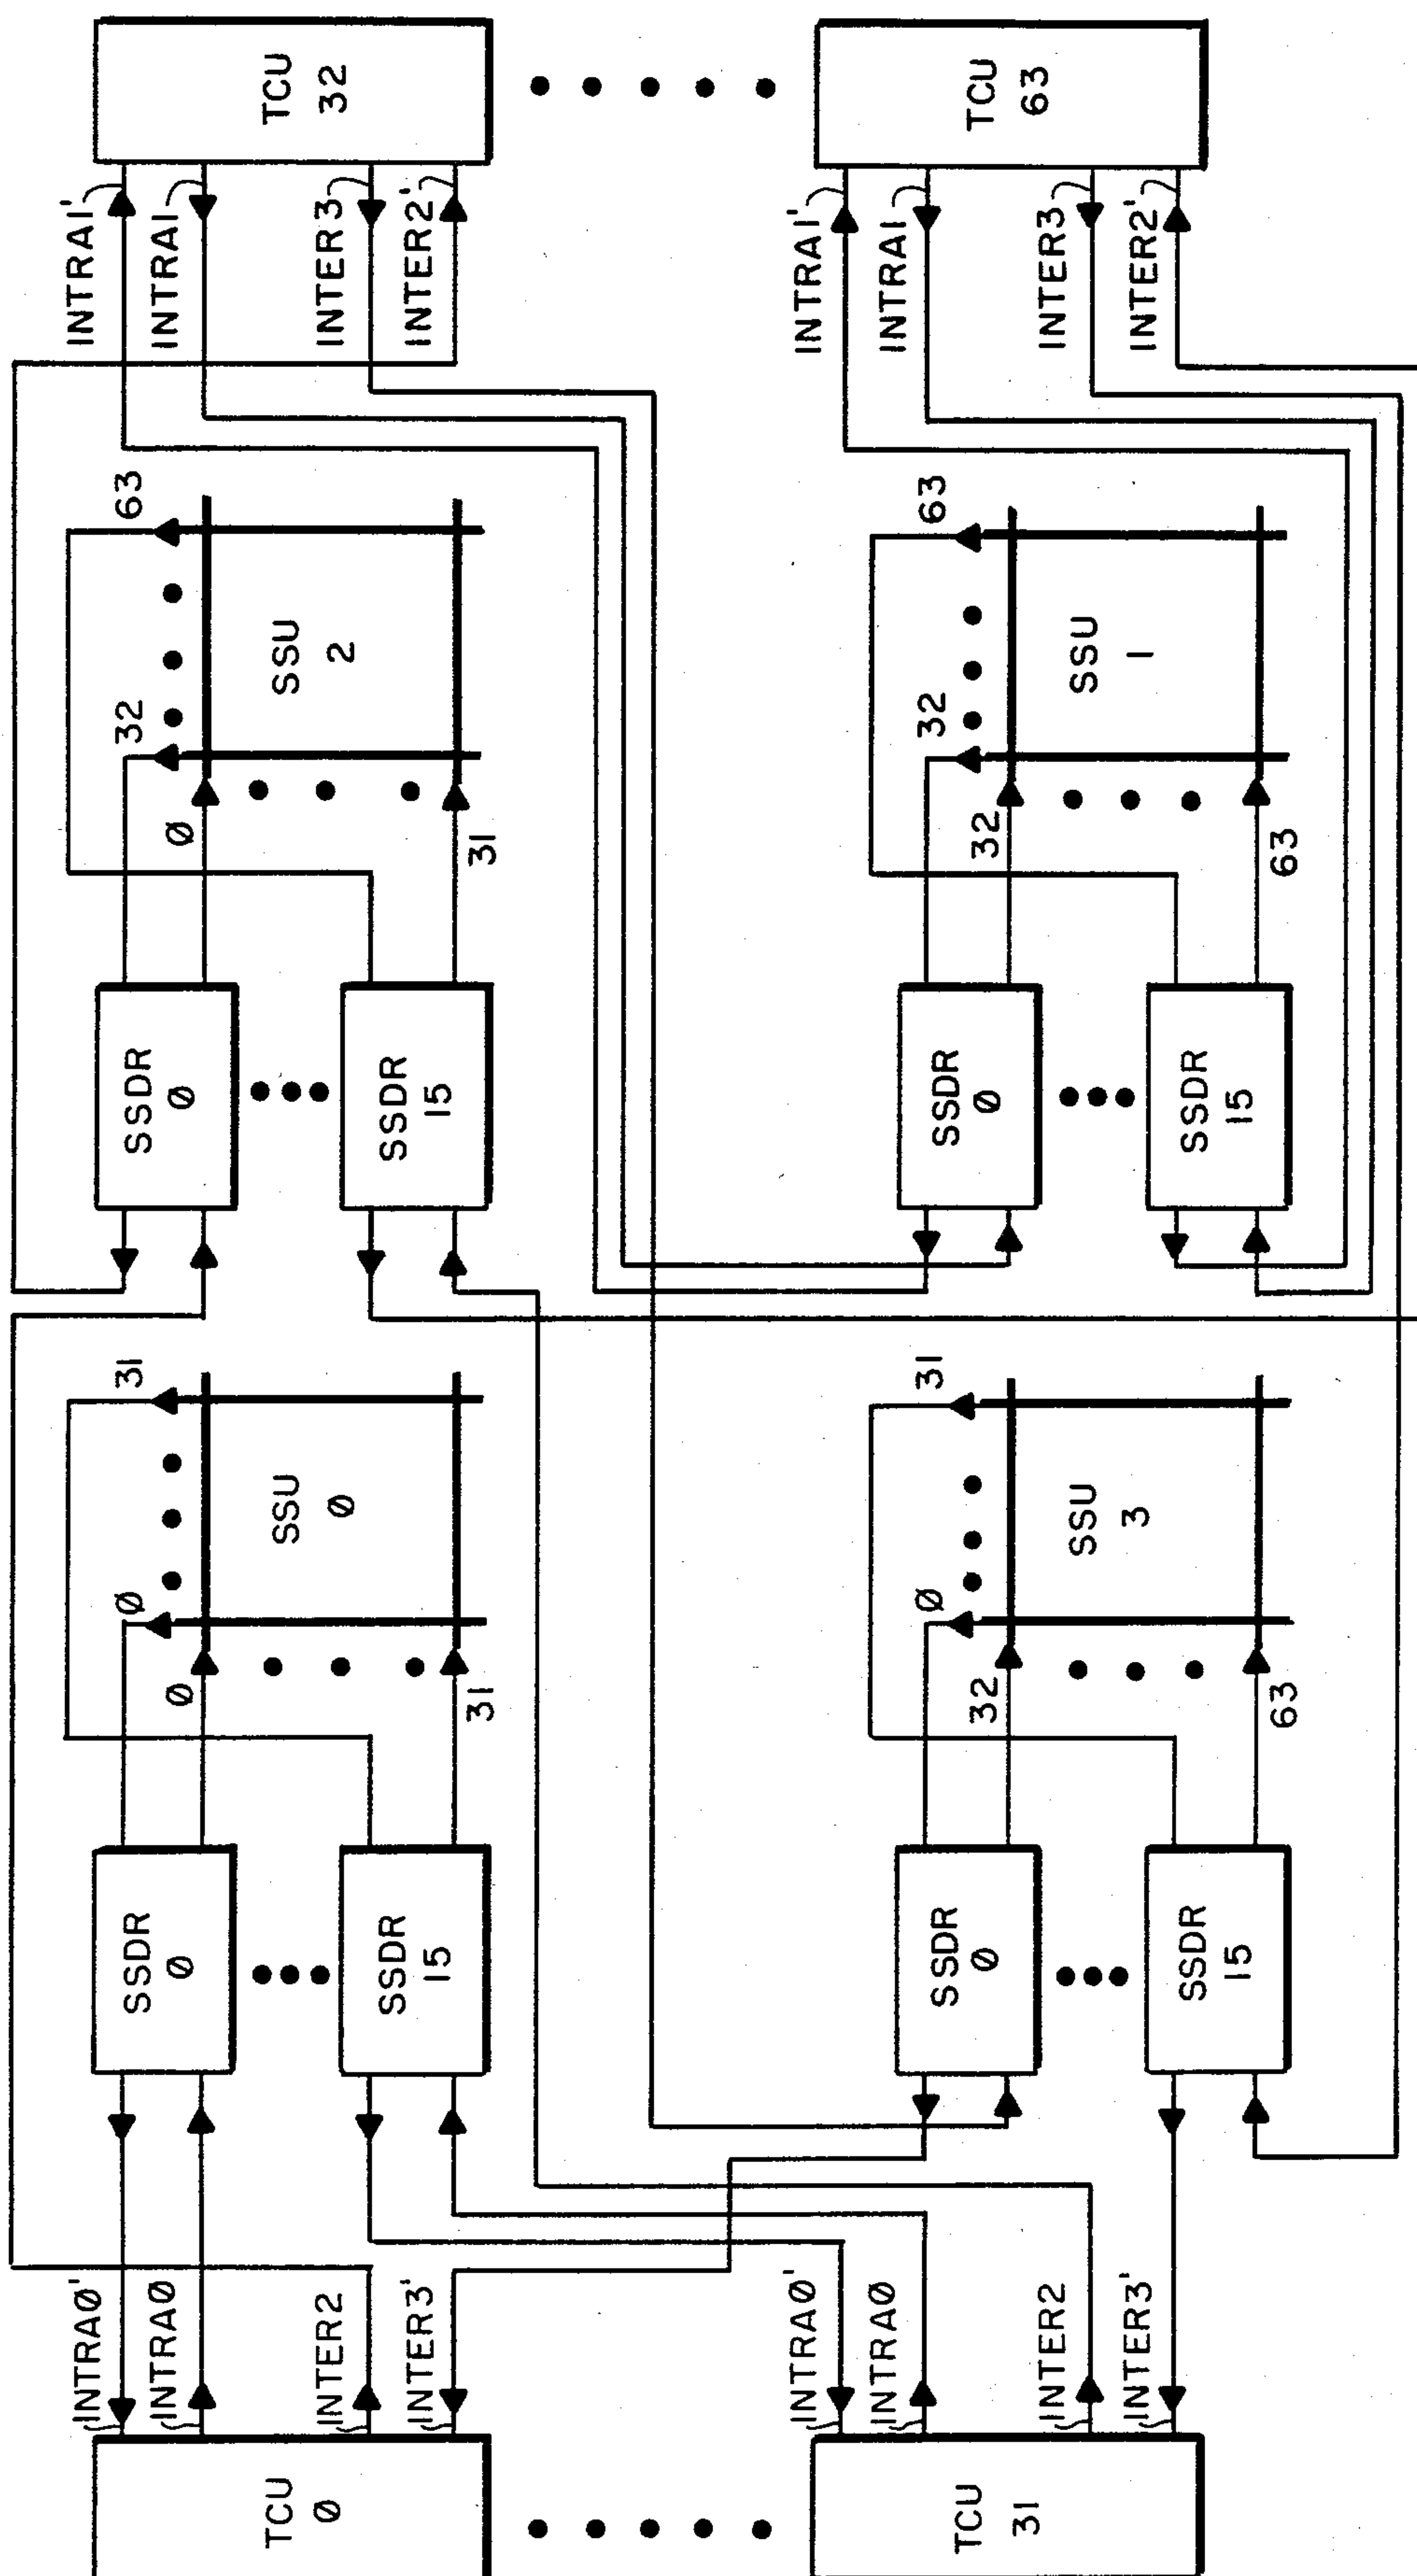 TCU
32
INTRA1'
INTRA1
INTER3
INTER2'
TCU
63
INTRA1'
INTRA1
INTER3
INTER2'
63
32
SSU
2
Ø
31
63
32
SSU
1
32
63
SSDR
Ø
SSDR
15
SSDR
Ø
SSDR
15
31
Ø
SSU
Ø
Ø
31
31
Ø
SSU
3
32
63
SSDR
Ø
SSDR
15
SSDR
Ø
SSDR
15
INTRAØ'
INTRAØ
INTER2
INTER3'
INTRAØ'
INTRAØ
INTER2
INTER3'
TCU
Ø
TCU
31